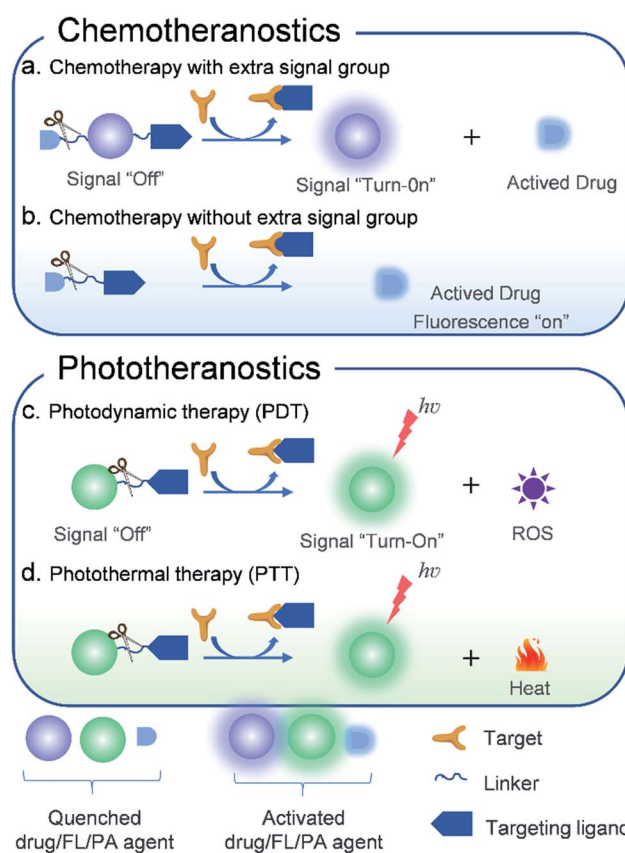 Chemotheranostics
a. Chemotherapy with extra signal group
Signal "Off"
Signal "Turn-0n"
+
Actived Drug
b. Chemotherapy without extra signal group
Actived Drug
Fluorescence "on"
Phototheranostics
c. Photodynamic therapy (PDT)
hv
Signal "Off"
Signal "Turn-On"
+
ROS
d. Photothermal therapy (PTT)
hv
+
Heat
Quenched
drug/FL/PA agent
Activated
drug/FL/PA agent
Target
Linker
Targeting ligand